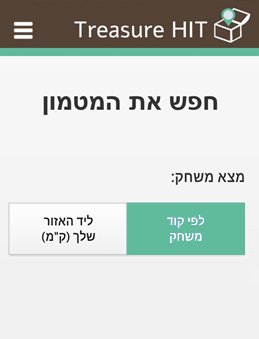 Treasure HIT
חפש את המטמון
מצא משחק:
לפי קוד
משחק
ליד האזור
שלך (ק"מ)